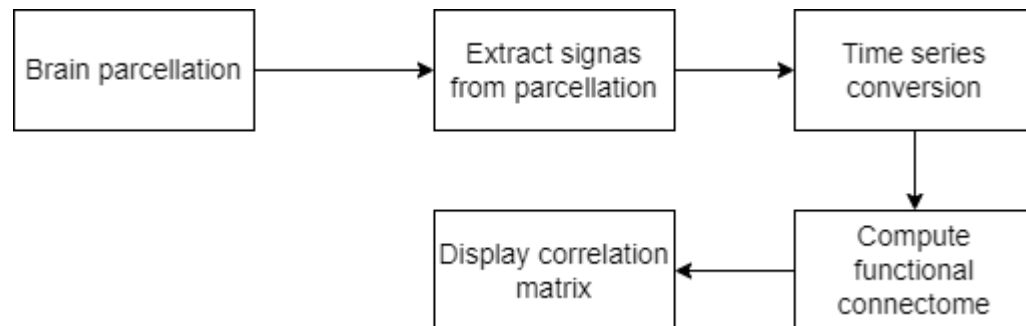 Brain parcellation
Extract signas
from parcellation
Time series
conversion
Compute
functional
connectome
Display correlation
matrix